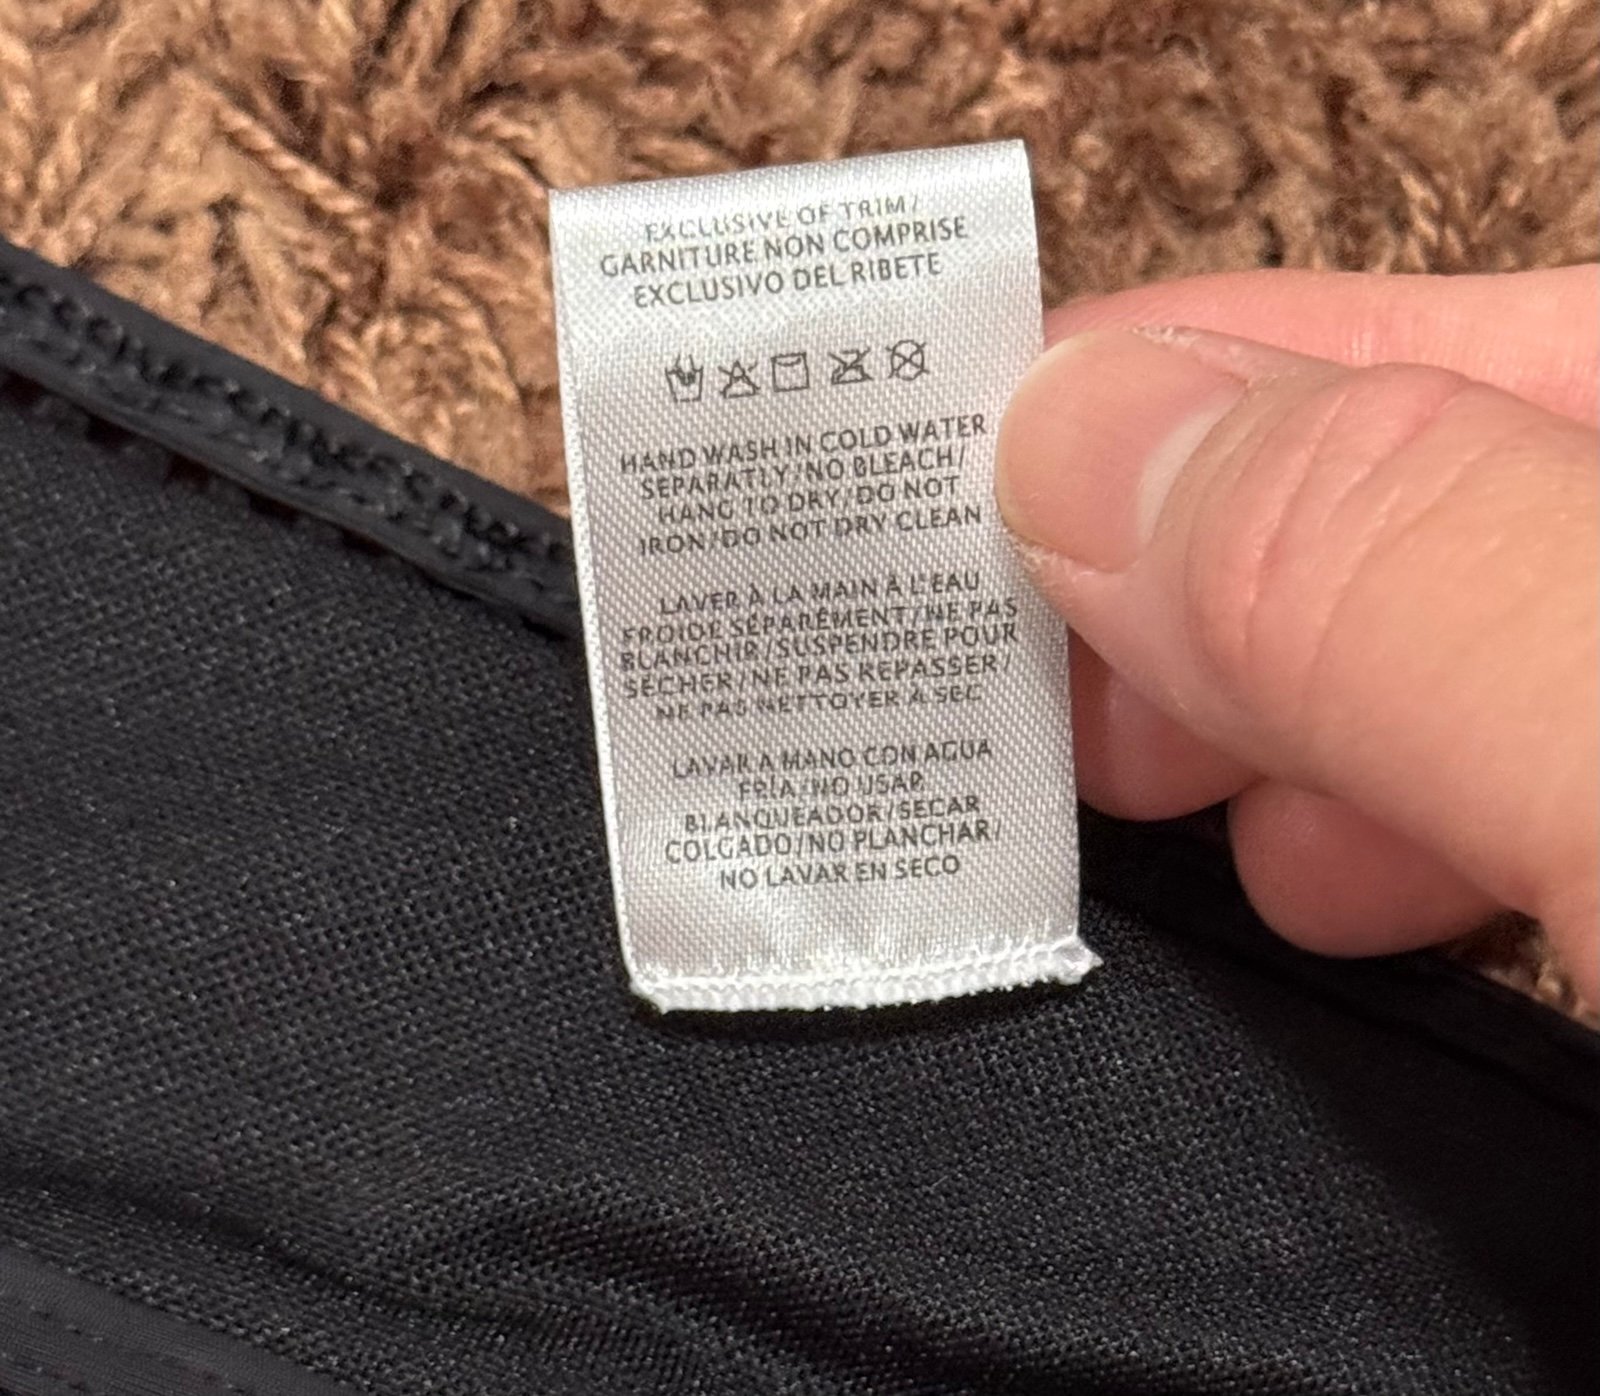 EXCLUSIVE OF TRIM/
GARNITURE NON COMPRISE
EXCLUSIVO DEL RIBETE
HAND WASH IN COLD WATER
SEPARATLY/NO BLEACH/
HANG TO DRY/DO NOT
IRON/DO NOT DRY CLEAN
LAVER À LA MAIN À L'EAU
FROIDE SÉPARÉMENT/NE PAS
BLANCHIR/SUSPENDRE POUR
SÉCHER/NE PAS REPASSER/
NE PAS NETTOYER À SEC
LAVAR A MANO CON AGUA
FRÍA/NO USAR
BLANQUEADOR/SECAR
COLGADO/NO PLANCHAR/
NO LAVAR EN SECO